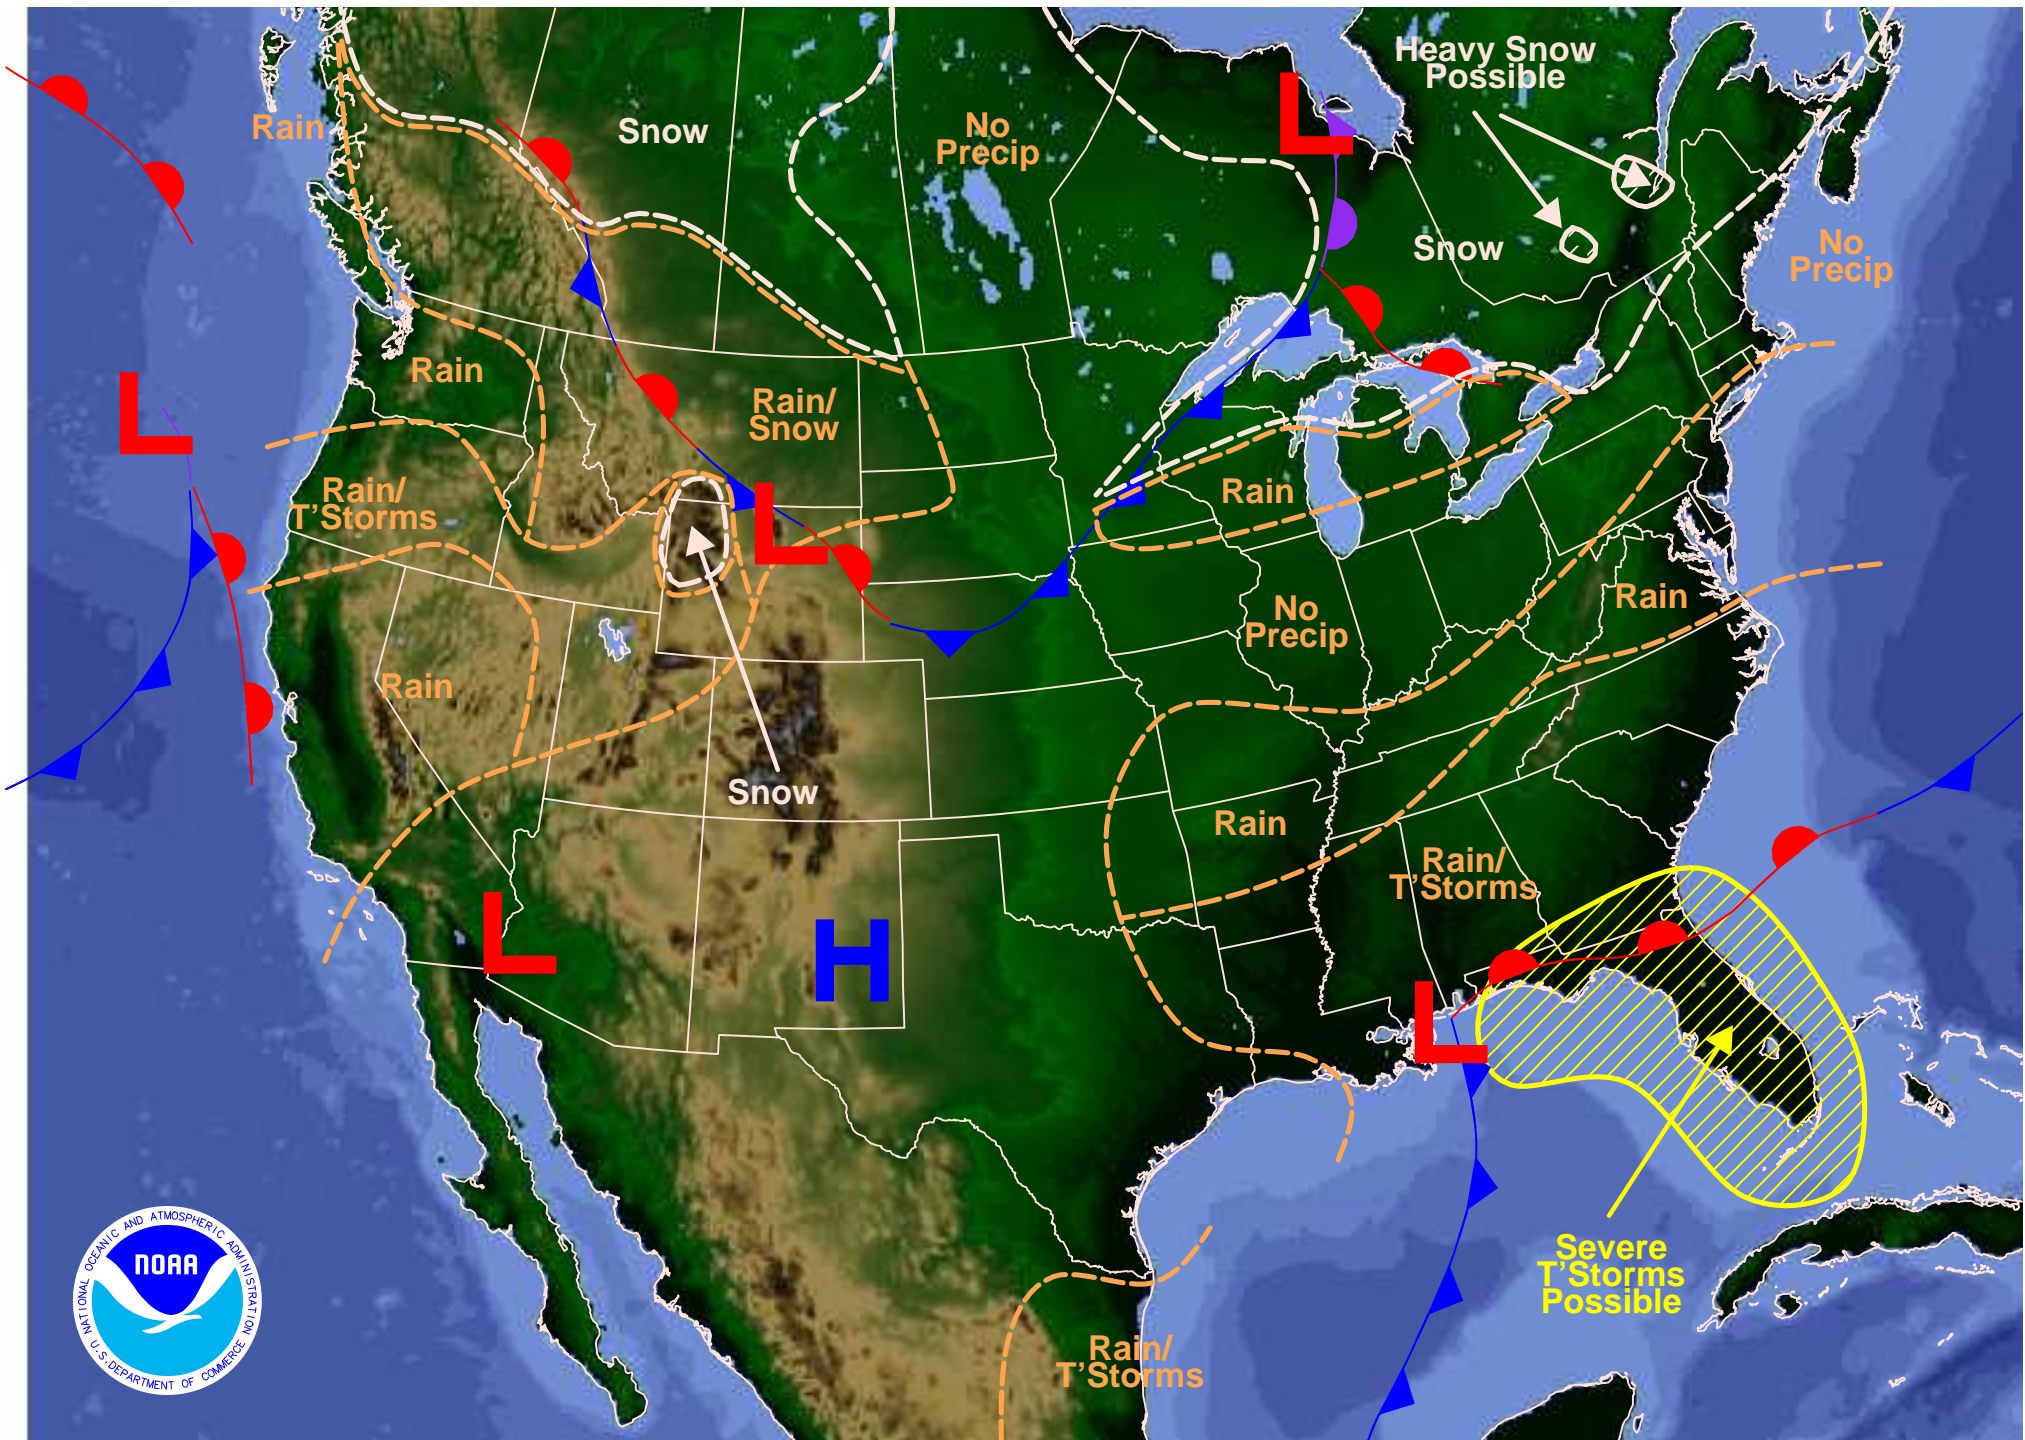 Heavy Snow
Possible
Rain
Snow
No
Precip
L
Snow
No
Precip
Rain
Rain/
Snow
L
Rain/
T'Storms
Rain
L
Rain
No
Precip
Rain
Snow
Rain
Rain/
T'Storms
L
H
L
Severe
T'Storms
Possible
Rain/
T'Storms
NATIONAL OCEANIC AND ATMOSPHERIC ADMINISTRATION
NOAA
U.S. DEPARTMENT OF COMMERCE